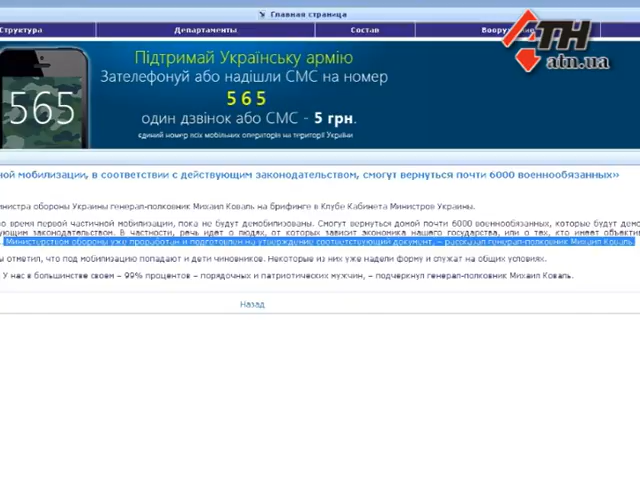 Главная страница
Структура Департаменты Состав
АТН
atn.ua
Підтримай Українську армію
Зателефонуй або надішли СМС на номер
565
565
один дзвінок або СМС - 5 грн.
єдиний номер всіх мобільних операторів на території України
ной мобилизации, в соответствии с действующим законодательством, смогут вернуться почти 6000 военнообязанных»
министра обороны Украины генерал-полковник Михаил Коваль на брифинге в Клубе Кабинета Министров Украины.
во время первой частичной мобилизации, пока не будут демобилизованы. Смогут вернуться домой почти 6000 военнообязанных, которые будут
законодательством. В частности, речь идет о людях, от которых зависит экономика нашего государства, или о тех, кто имеет
Министерством обороны уже проработан и подготовлен на утверждение соответствующий документ, – рассказал генерал-полковник Михаил Коваль.
отметил, что под мобилизацию попадают и дети чиновников. Некоторые из них уже надели форму и служат на общих условиях.
У нас в большинстве своем – 99% процентов – порядочных и патриотических мужчин, – подчеркнул генерал-полковник Михаил Коваль.
Назад